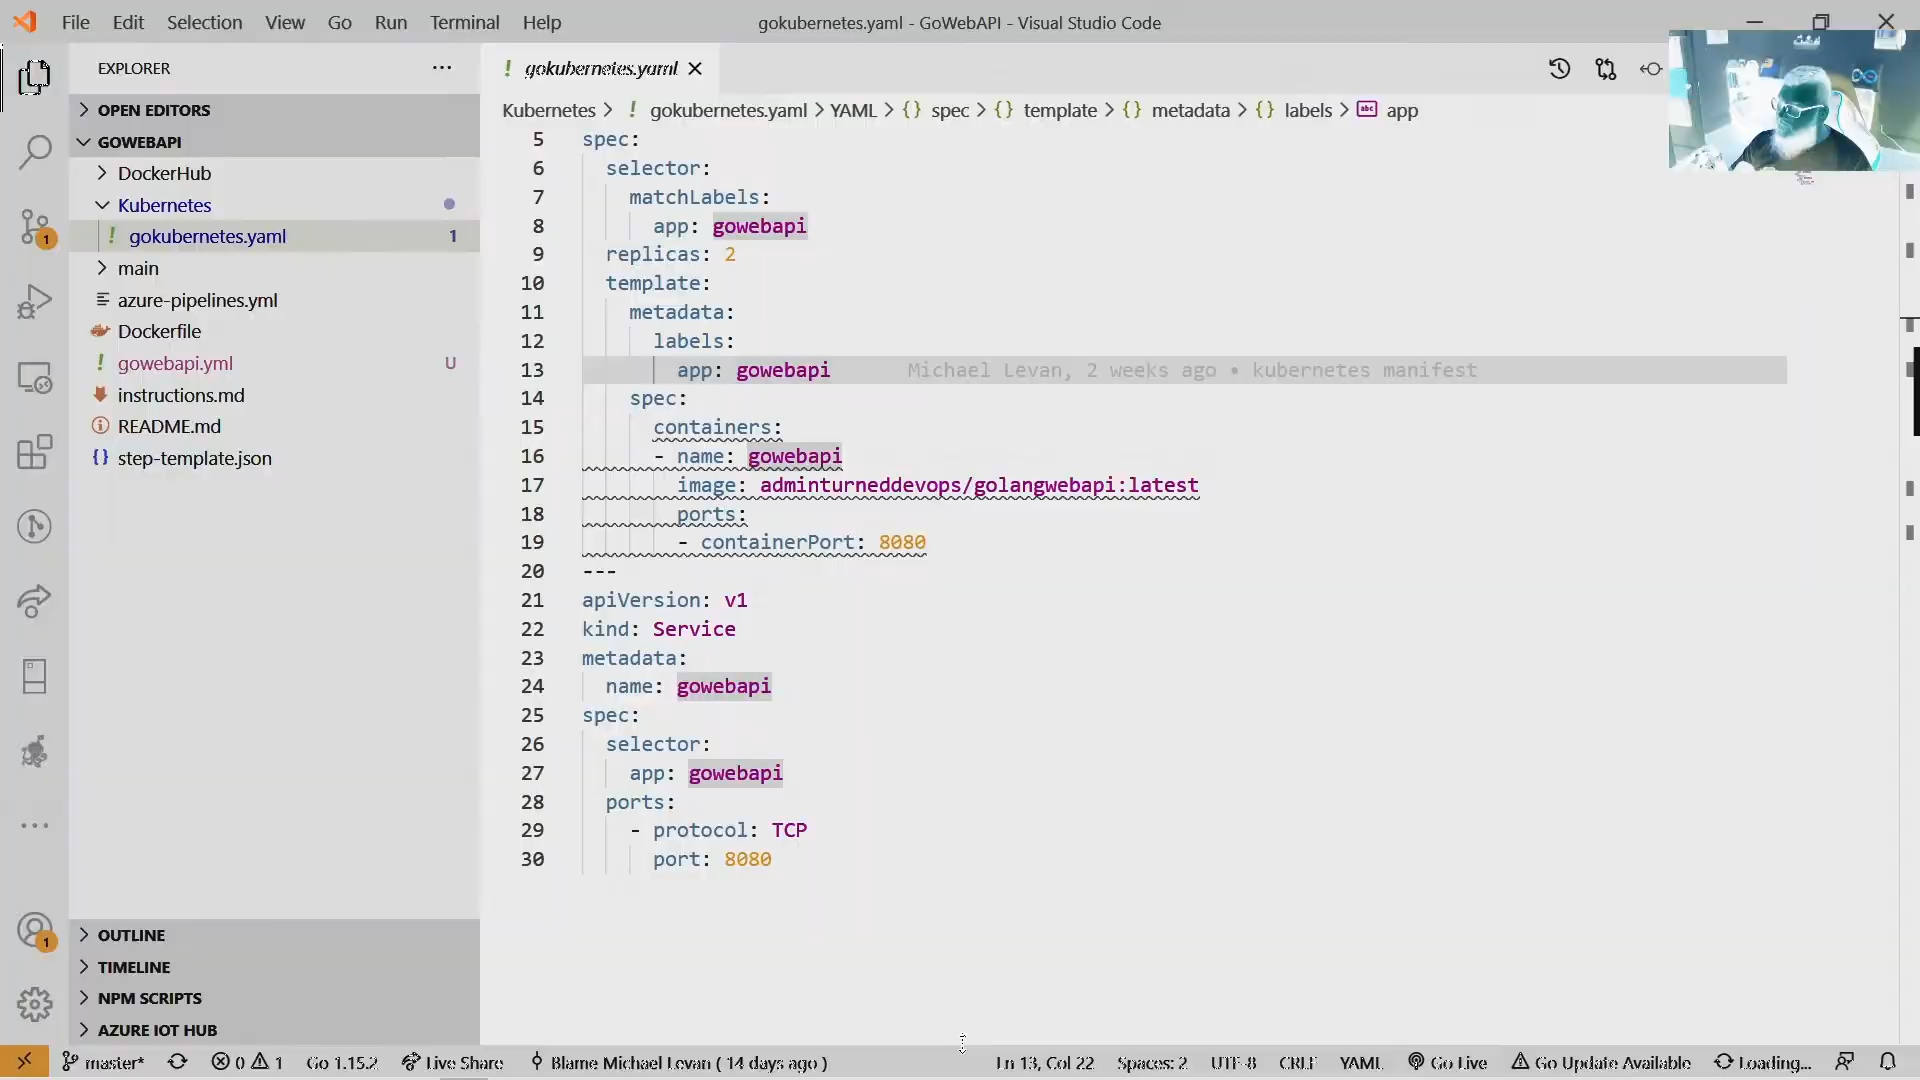 File Edit Selection View Go Run Terminal Help gokubernetes.yaml - GoWebAPI - Visual Studio Code
EXPLORER
OPEN EDITORS
GOWEBAPI
DockerHub
Kubernetes
gokubernetes.yaml 1
main
azure-pipelines.yml
Dockerfile
gowebapi.yml U
instructions.md
README.md
step-template.json
OUTLINE
TIMELINE
NPM SCRIPTS
AZURE IOT HUB
1
1
gokubernetes.yaml
Kubernetes > gokubernetes.yaml > YAML > {} spec > {} template > {} metadata > {} labels > abc app
5 spec:
6 selector:
7 matchLabels:
8 app: gowebapi
9 replicas: 2
10 template:
11 metadata:
12 labels:
13 app: gowebapi Michael Levan, 2 weeks ago • kubernetes manifest
14 spec:
15 containers:
16 - name: gowebapi
17 image: adminturneddevops/golangwebapi:latest
18 ports:
19 - containerPort: 8080
20 ---
21 apiVersion: v1
22 kind: Service
23 metadata:
24 name: gowebapi
25 spec:
26 selector:
27 app: gowebapi
28 ports:
29 - protocol: TCP
30 port: 8080
master* 0 1 Go 1.15.2 Live Share Blame Michael Levan ( 14 days ago ) Ln 13, Col 22 Spaces: 2 UTF-8 CRLF YAML Go Live Go Update Available Loading...